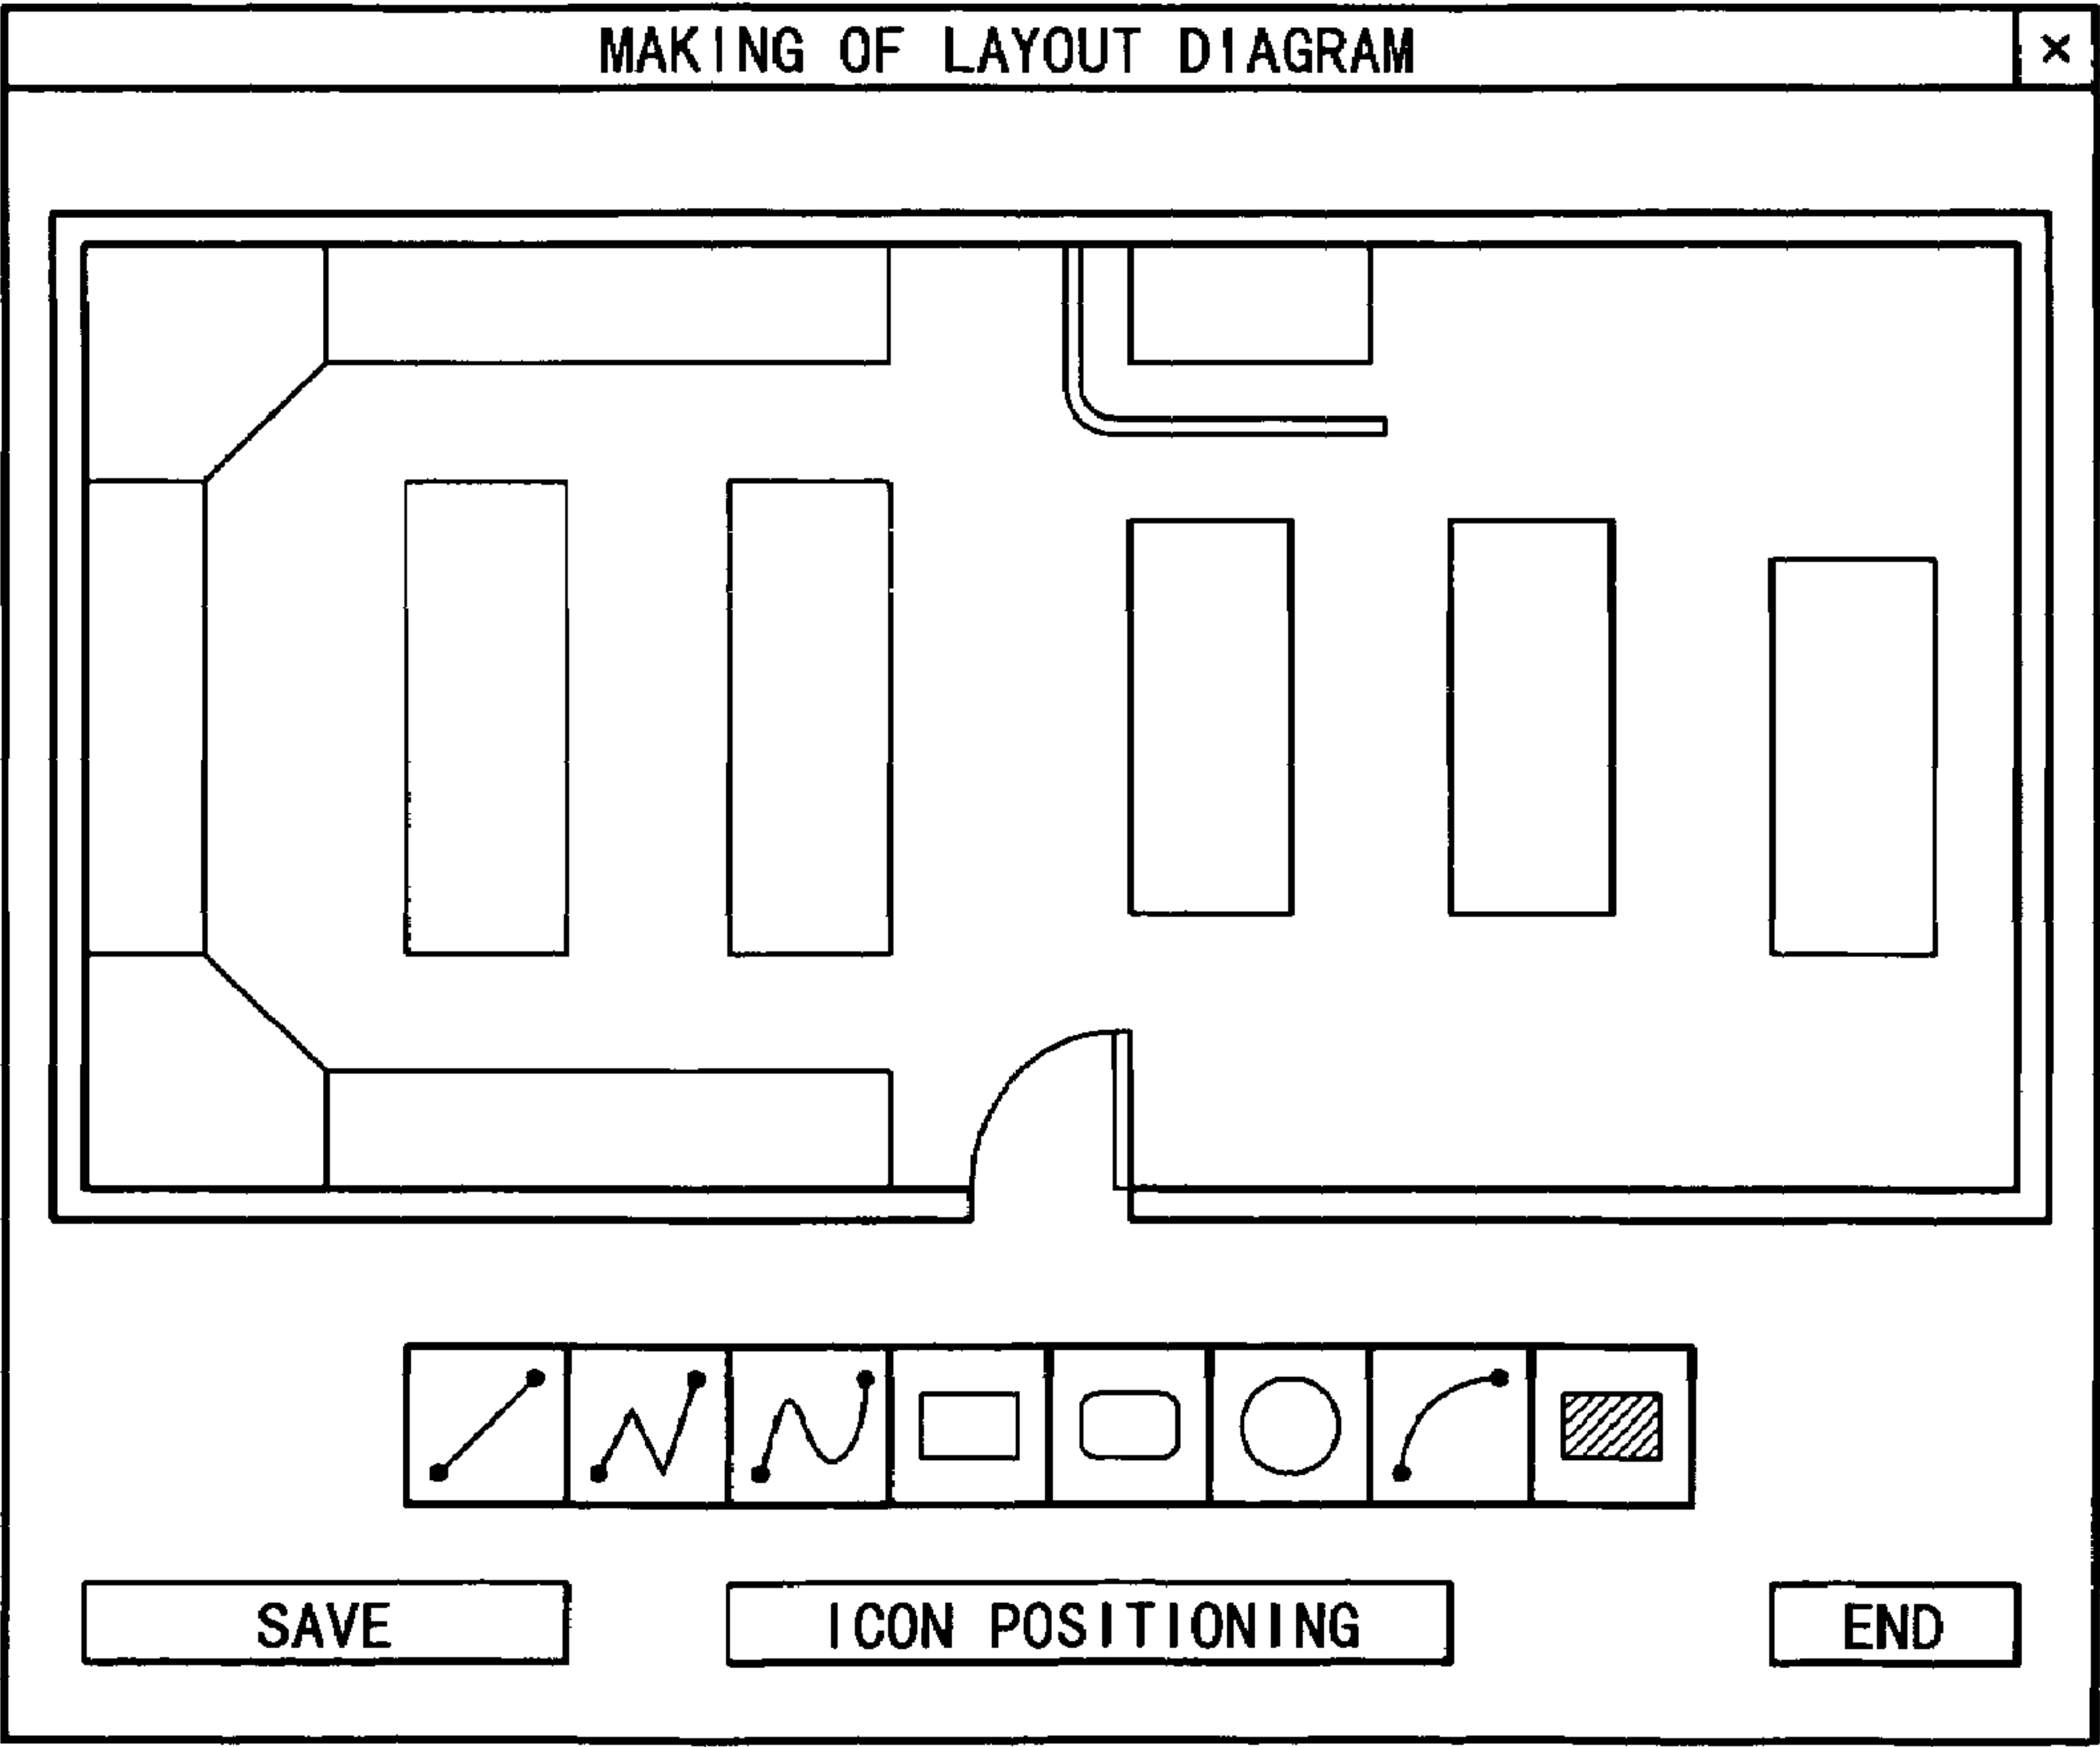 MAKING OF LAYOUT DIAGRAM ×
SAVE ICON POSITIONING END